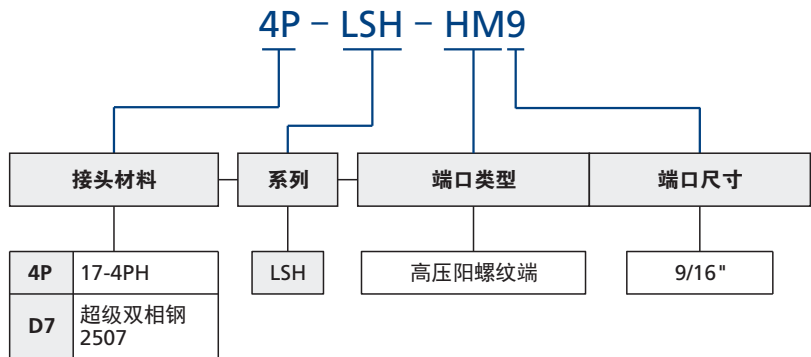 4P – LSH – HM9
接头材料 系列 端口类型 端口尺寸
4P 17-4PH LSH 高压阳螺纹端 9/16"
D7 超级双相钢
2507